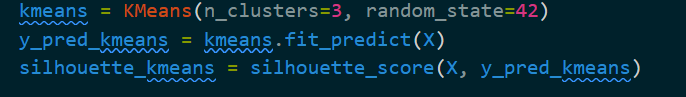 kmeans = KMeans(n_clusters=3, random_state=42)
y_pred_kmeans = kmeans.fit_predict(X)
silhouette_kmeans = silhouette_score(X, y_pred_kmeans)